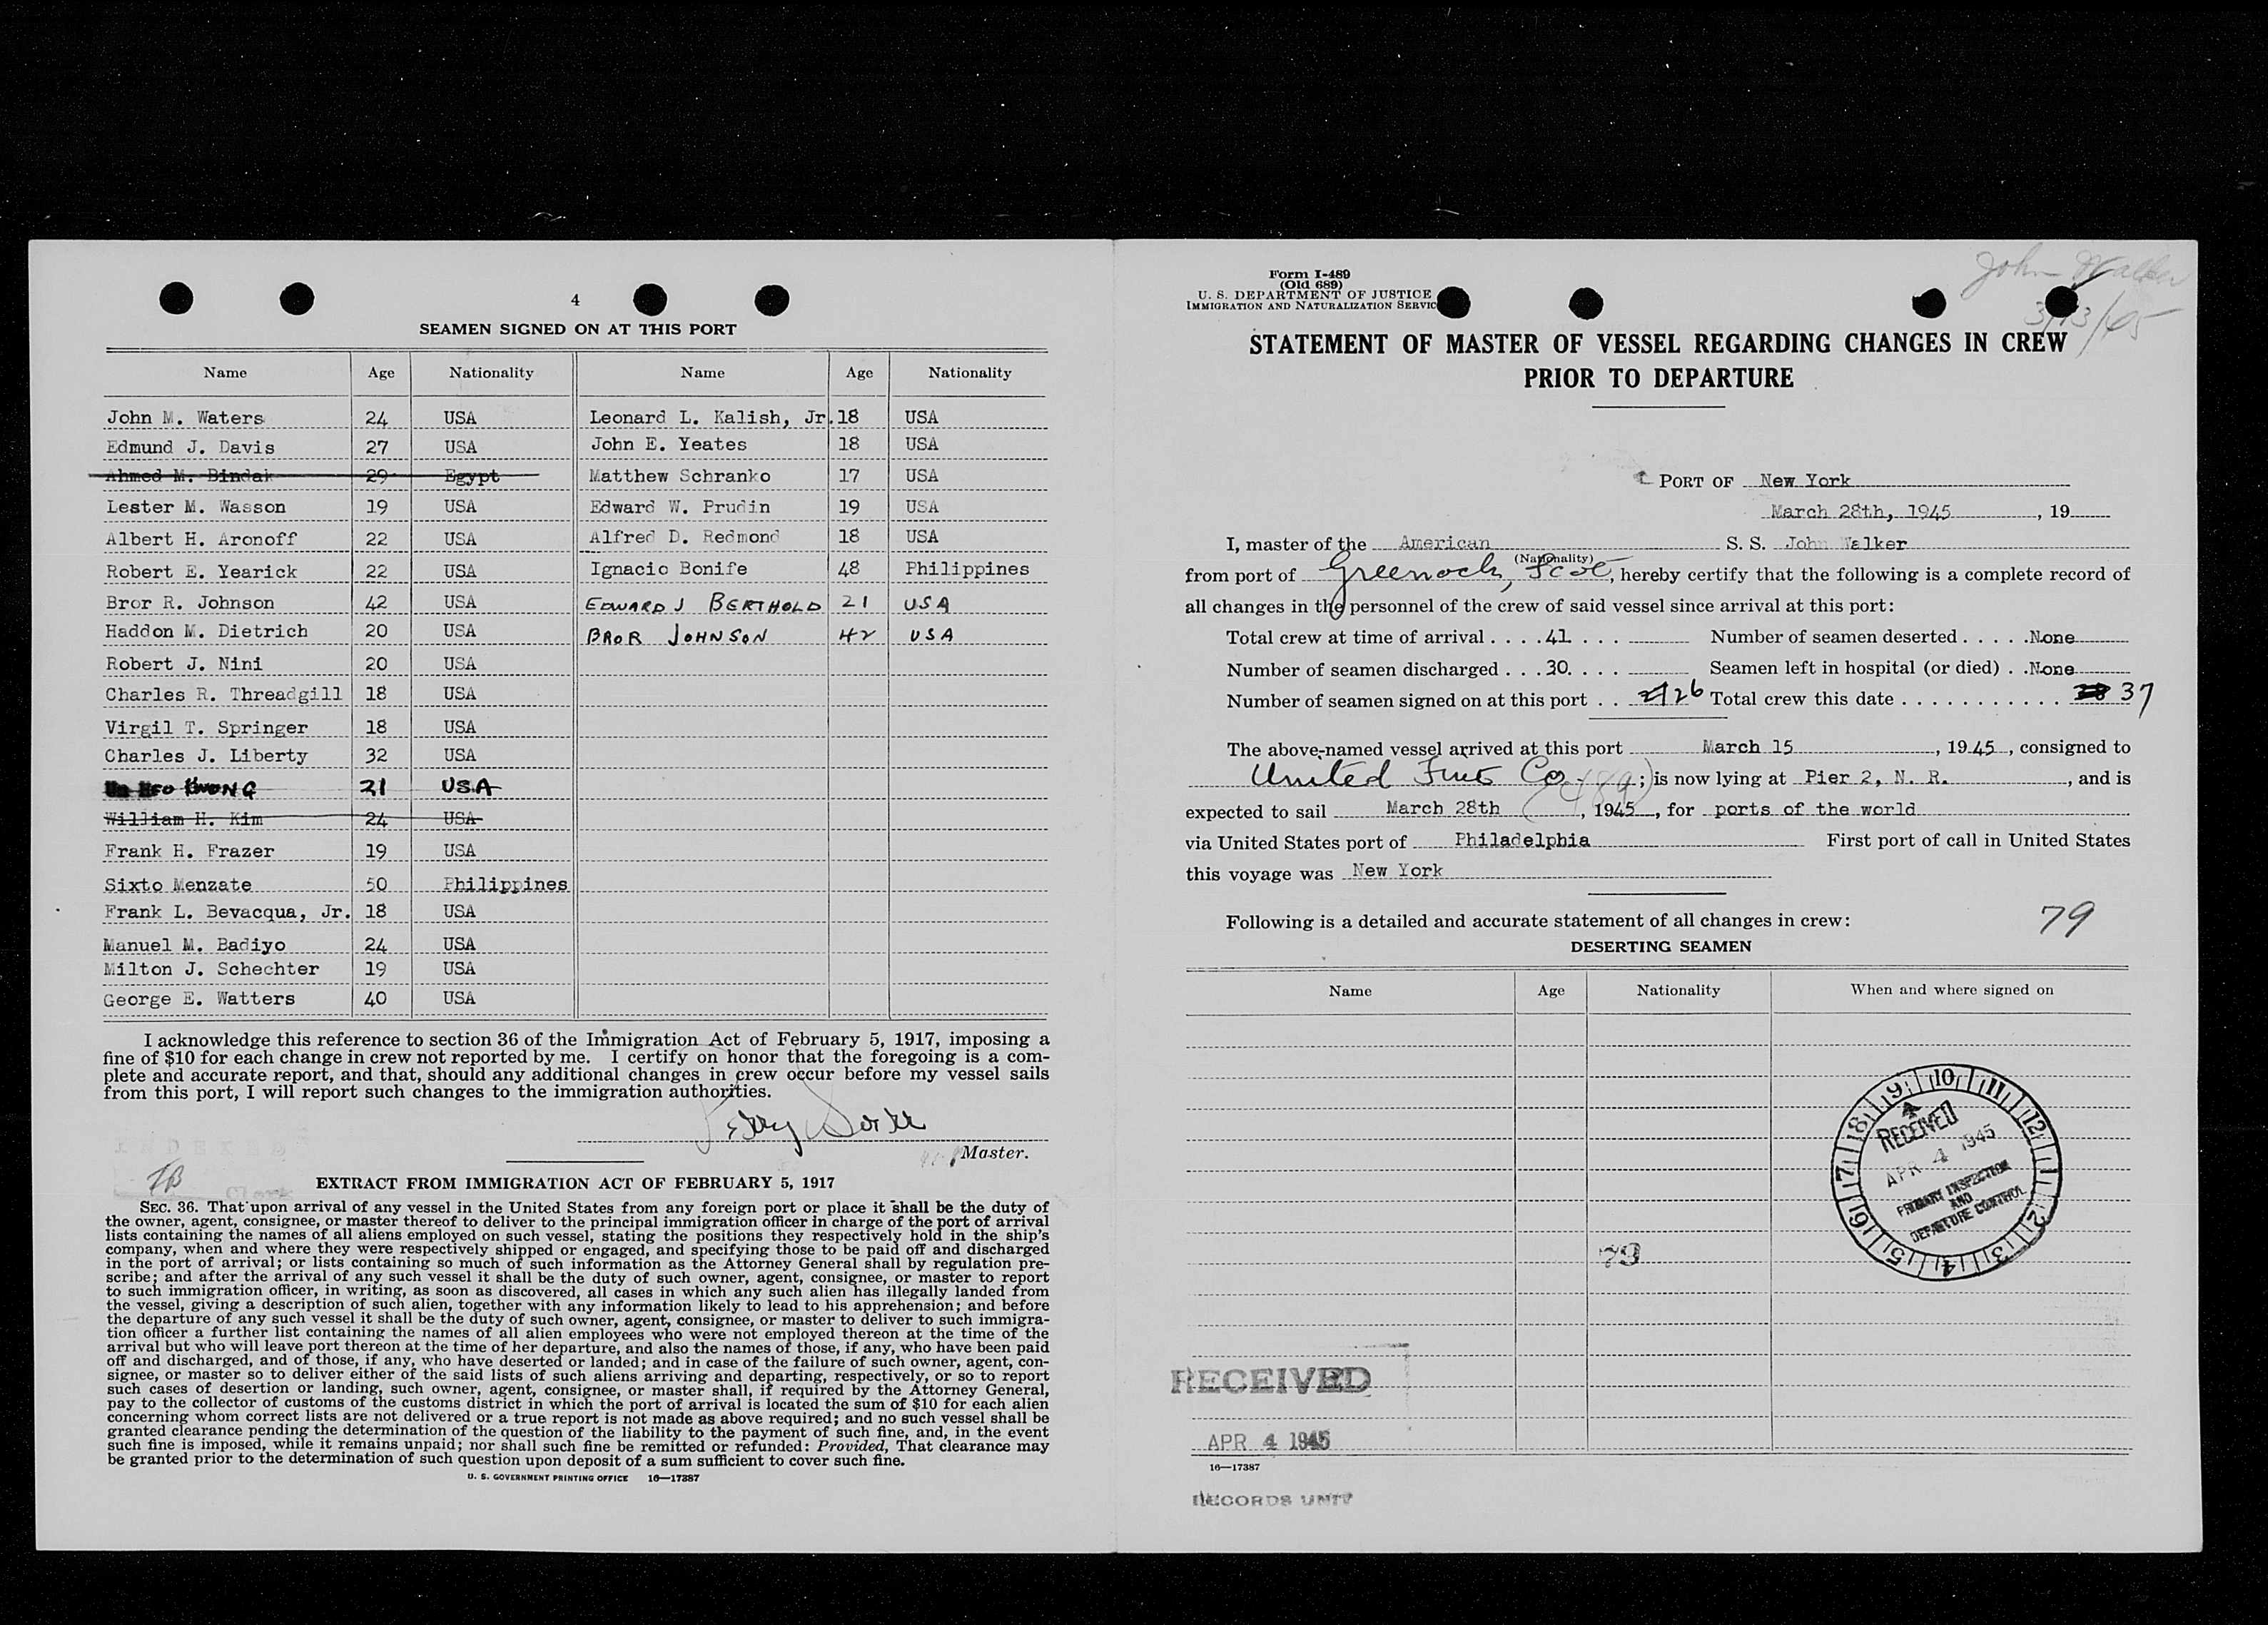 4
SEAMEN SIGNED ON AT THIS PORT
Name Age Nationality Name Age Nationality
John M. Waters 24 USA Leonard L. Kalish, Jr. 18 USA
Edmund J. Davis 27 USA John E. Yeates 18 USA
Ahmed M. Bindak 29 Egypt Matthew Schranko 17 USA
Lester M. Wasson 19 USA Edward W. Prudin 19 USA
Albert H. Aronoff 22 USA Alfred D. Redmond 18 USA
Robert E. Yearick 22 USA Ignacio Bonife 48 Philippines
Bror R. Johnson 42 USA EDWARD J BERTHOLD 21 USA
Haddon M. Dietrich 20 USA BROR JOHNSON 42 USA
Robert J. Nini 20 USA
Charles R. Threadgill 18 USA
Virgil T. Springer 18 USA
Charles J. Liberty 32 USA
KWONG 21 USA
William H. Kim 24 USA
Frank H. Frazer 19 USA
Sixto Menzate 50 Philippines
Frank L. Bevacqua, Jr. 18 USA
Manuel M. Badiyo 24 USA
Milton J. Schechter 19 USA
George E. Watters 40 USA
I acknowledge this reference to section 36 of the Immigration Act of February 5, 1917, imposing a
fine of $10 for each change in crew not reported by me. I certify on honor that the foregoing is a com-
plete and accurate report, and that, should any additional changes in crew occur before my vessel sails
from this port, I will report such changes to the immigration authorities.
Master.
EXTRACT FROM IMMIGRATION ACT OF FEBRUARY 5, 1917
SEC. 36. That upon arrival of any vessel in the United States from any foreign port or place it shall be the duty of
the owner, agent, consignee, or master thereof to deliver to the principal immigration officer in charge of the port of arrival
lists containing the names of all aliens employed on such vessel, stating the positions they respectively hold in the ship's
company, when and where they were respectively shipped or engaged, and specifying those to be paid off and discharged
in the port of arrival; or lists containing so much of such information as the Attorney General shall by regulation pre-
scribe; and after the arrival of any such vessel it shall be the duty of such owner, agent, consignee, or master to report
to such immigration officer, in writing, as soon as discovered, all cases in which any such alien has illegally landed from
the vessel, giving a description of such alien, together with any information likely to lead to his apprehension; and before
the departure of any such vessel it shall be the duty of such owner, agent, consignee, or master to deliver to such immigra-
tion officer a further list containing the names of all alien employees who were not employed thereon at the time of the
arrival but who will leave port thereon at the time of her departure, and also the names of those, if any, who have been paid
off and discharged, and of those, if any, who have deserted or landed; and in case of the failure of such owner, agent, con-
signee, or master so to deliver either of the said lists of such aliens arriving and departing, respectively, or so to report
such cases of desertion or landing, such owner, agent, consignee, or master shall, if required by the Attorney General,
pay to the collector of customs of the customs district in which the port of arrival is located the sum of $10 for each alien
concerning whom correct lists are not delivered or a true report is not made as above required; and no such vessel shall be
granted clearance pending the determination of the question of the liability to the payment of such fine, and, in the event
such fine is imposed, while it remains unpaid; nor shall such fine be remitted or refunded: Provided, That clearance may
be granted prior to the determination of such question upon deposit of a sum sufficient to cover such fine.
U. S. GOVERNMENT PRINTING OFFICE 16—17387
Form I-489
(Old 689)
U. S. DEPARTMENT OF JUSTICE
IMMIGRATION AND NATURALIZATION SERVIC
John Walker
3/13/45
STATEMENT OF MASTER OF VESSEL REGARDING CHANGES IN CREW
PRIOR TO DEPARTURE
PORT OF New York
March 28th, 1945, 19
I, master of the American S. S. John Walker
(Nationality)
from port of Greenock, Scot, hereby certify that the following is a complete record of
all changes in the personnel of the crew of said vessel since arrival at this port:
Total crew at time of arrival . . . . 41 . . . Number of seamen deserted . . . . . None
Number of seamen discharged . . . 30. . . . Seamen left in hospital (or died) . . None
Number of seamen signed on at this port . . 26 Total crew this date . . . . . . . . . . . 37
The above-named vessel arrived at this port March 15, 1945, consigned to
United Fruit Co (489); is now lying at Pier 2, N. R., and is
expected to sail March 28th, 1945, for ports of the world
via United States port of Philadelphia First port of call in United States
this voyage was New York
Following is a detailed and accurate statement of all changes in crew: 79
DESERTING SEAMEN
Name Age Nationality When and where signed on
RECEIVED
APR 4 1945
PRIMARY INSPECTION
AND
DEPARTURE CONTROL
79
RECEIVED
APR 4 1945
16—17387
RECORDS UNIT